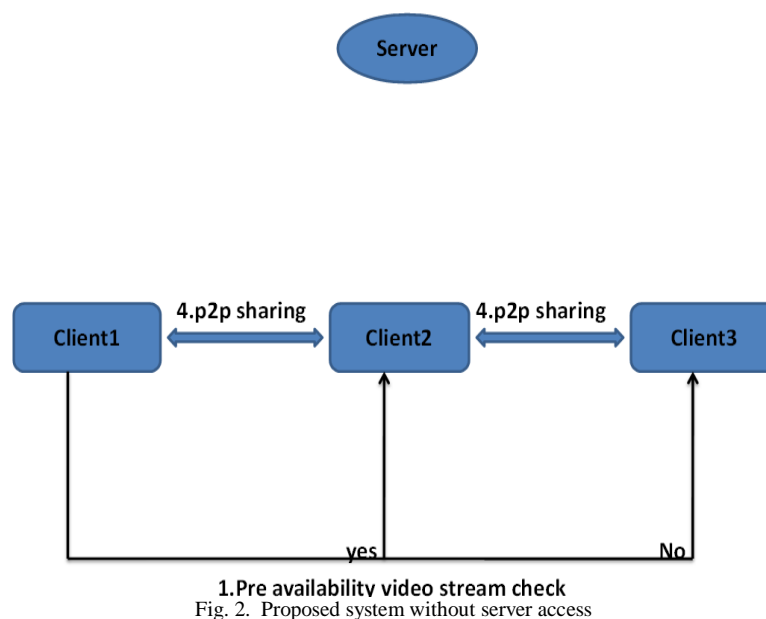 Server
4.p2p sharing 4.p2p sharing
Client1 Client2 Client3
yes No
1.Pre availability video stream check
Fig. 2. Proposed system without server access